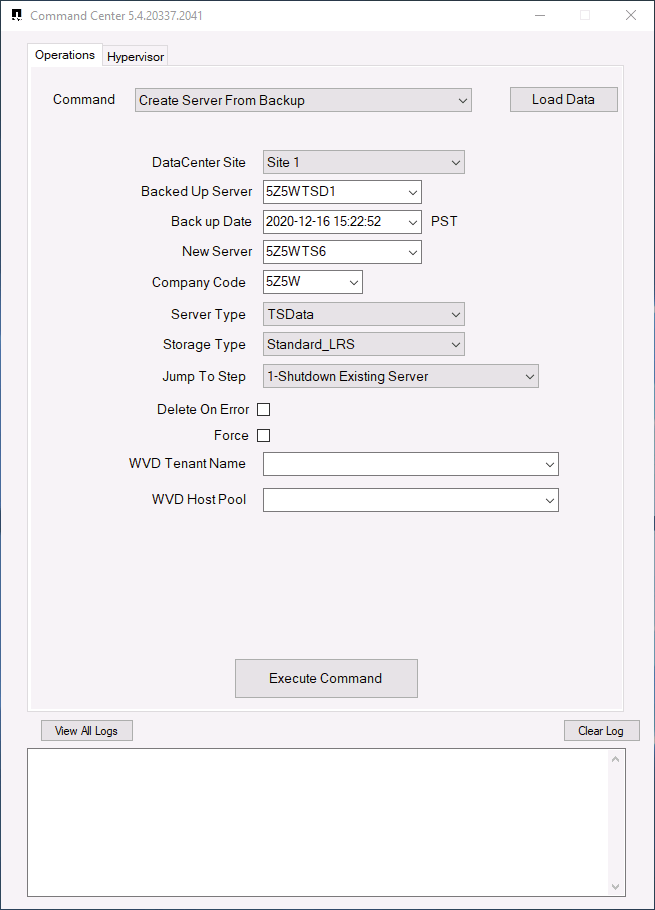 Command Center 5.4.20337.2041
Operations Hypervisor
Command Create Server From Backup Load Data
DataCenter Site Site 1
Backed Up Server 5Z5WTSD1
Back up Date 2020-12-16 15:22:52 PST
New Server 5Z5WTS6
Company Code 5Z5W
Server Type TSData
Storage Type Standard_LRS
Jump To Step 1-Shutdown Existing Server
Delete On Error
Force
WVD Tenant Name
WVD Host Pool
Execute Command
View All Logs Clear Log